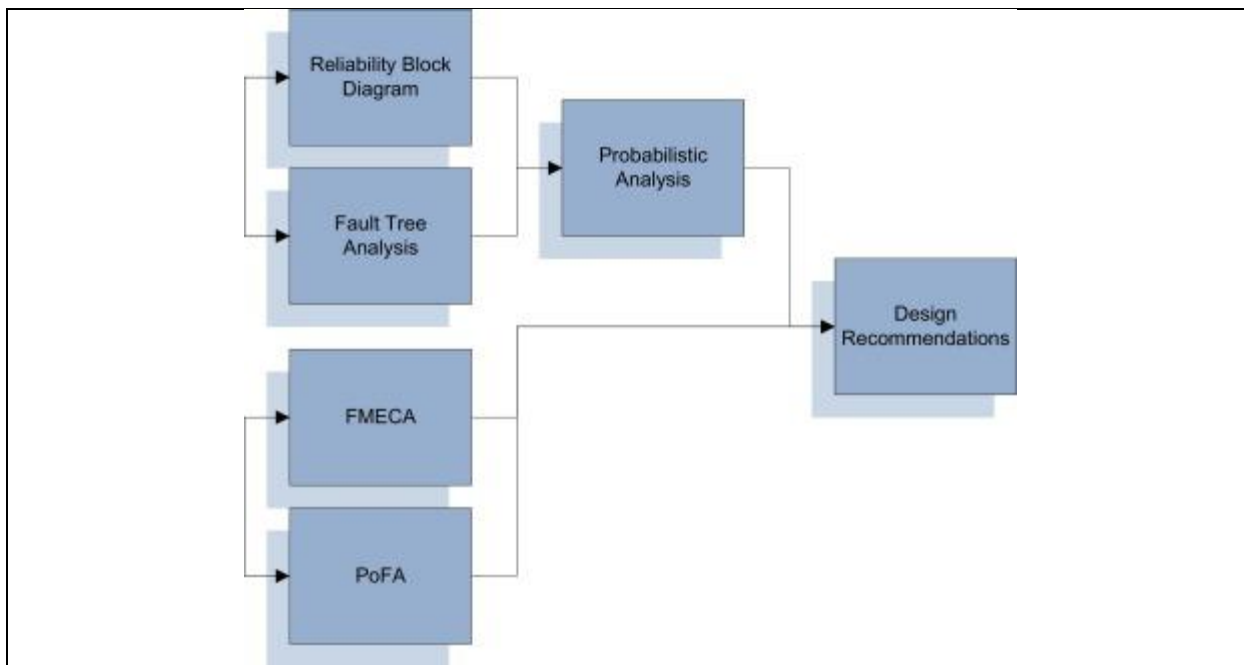 Reliability Block
Diagram
Probabilistic
Analysis
Fault Tree
Analysis
Design
Recommendations
FMECA
PoFA